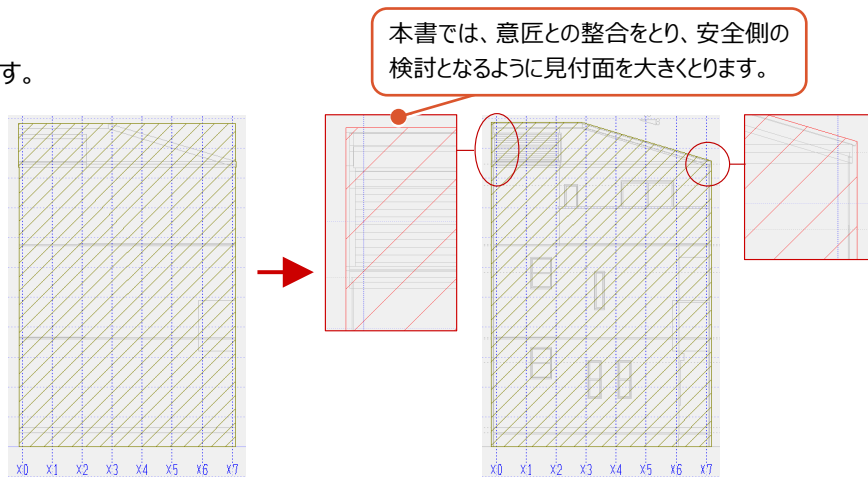 本書では、意匠との整合をとり、安全側の
検討となるように見付面を大きくとります。
す。
X0 X1 X2 X3 X4 X5 X6 X7
X0 X1 X2 X3 X4 X5 X6 X7